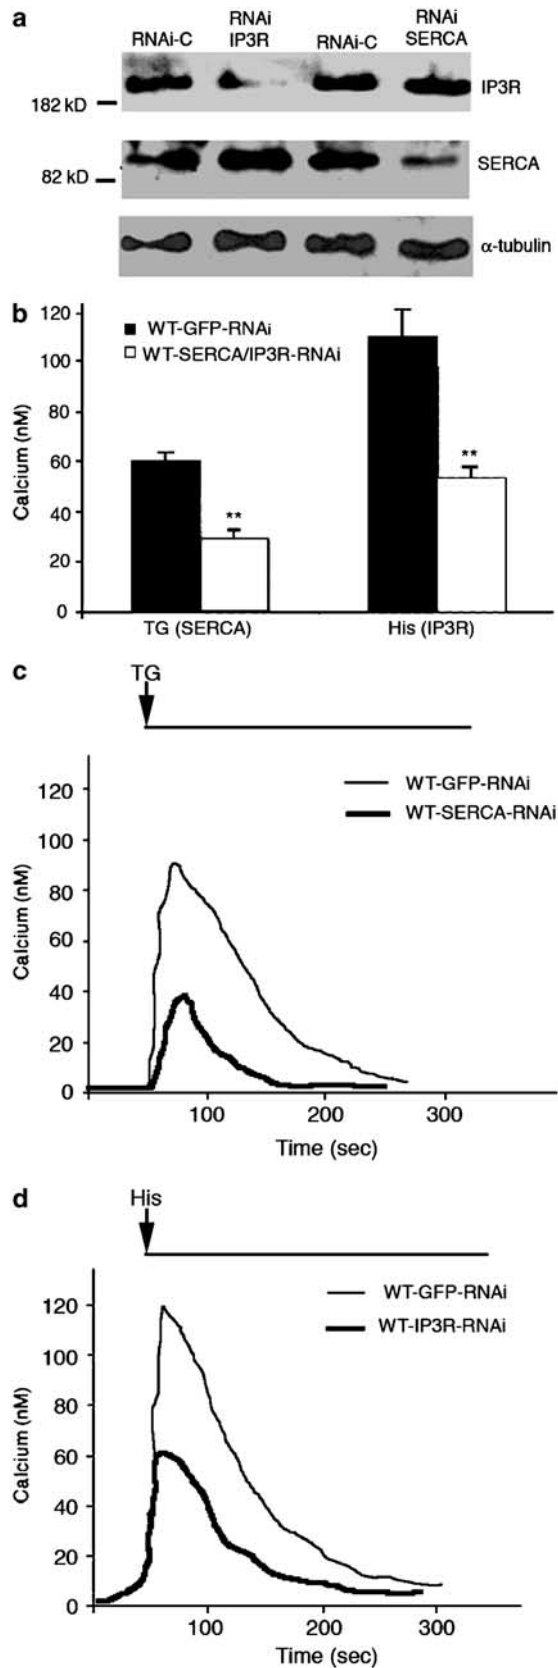 a
RNAi-C
RNAi
IP3R
RNAi-C
RNAi
SERCA
182 kD
IP3R
82 kD
SERCA
α-tubulin
b
WT-GFP-RNAi
WT-SERCA/IP3R-RNAi
Calcium (nM)
120
100
80
60
40
20
0
**
**
TG (SERCA)
His (IP3R)
c
TG
WT-GFP-RNAi
WT-SERCA-RNAi
Calcium (nM)
120
100
80
60
40
20
0
100
200
300
Time (sec)
d
His
WT-GFP-RNAi
WT-IP3R-RNAi
Calcium (nM)
120
100
80
60
40
20
0
100
200
300
Time (sec)